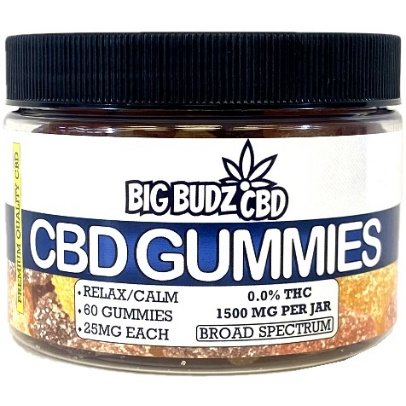 BIG BUDZ CBD
CBD GUMMIES
PREMIUM QUALITY CBD
• RELAX/CALM
• 60 GUMMIES
• 25MG EACH
0.0% THC
1500 MG PER JAR
BROAD SPECTRUM